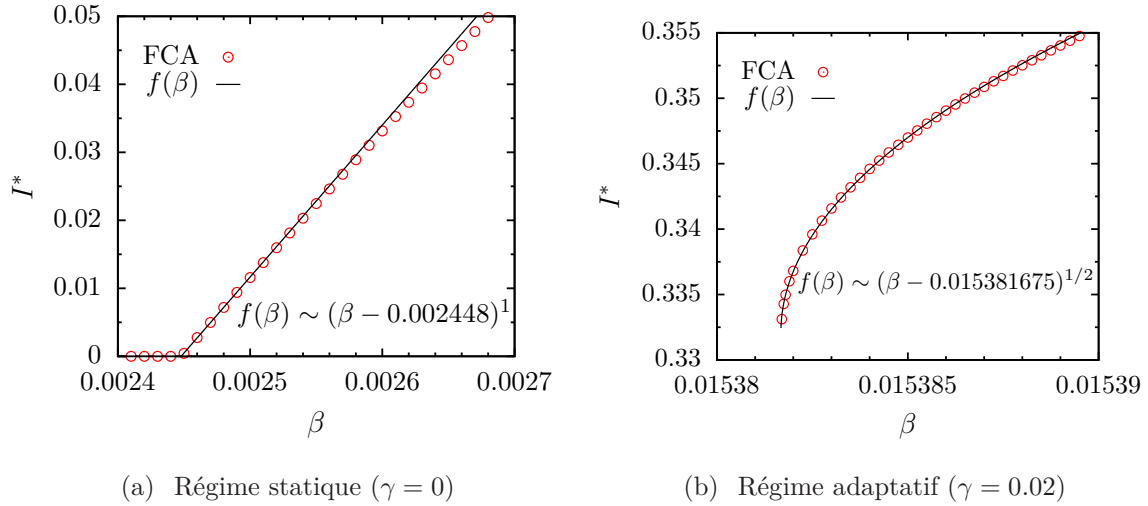 0.05
0.04
0.03
0.02
0.01
0
I*
FCA
f(β)
f(β) ∼ (β − 0.002448)^1
0.0024
0.0025
0.0026
0.0027
β
(a) Régime statique (γ = 0)
0.355
0.35
0.345
0.34
0.335
0.33
I*
FCA
f(β)
f(β) ∼ (β − 0.015381675)^{1/2}
0.01538
0.015385
0.01539
β
(b) Régime adaptatif (γ = 0.02)